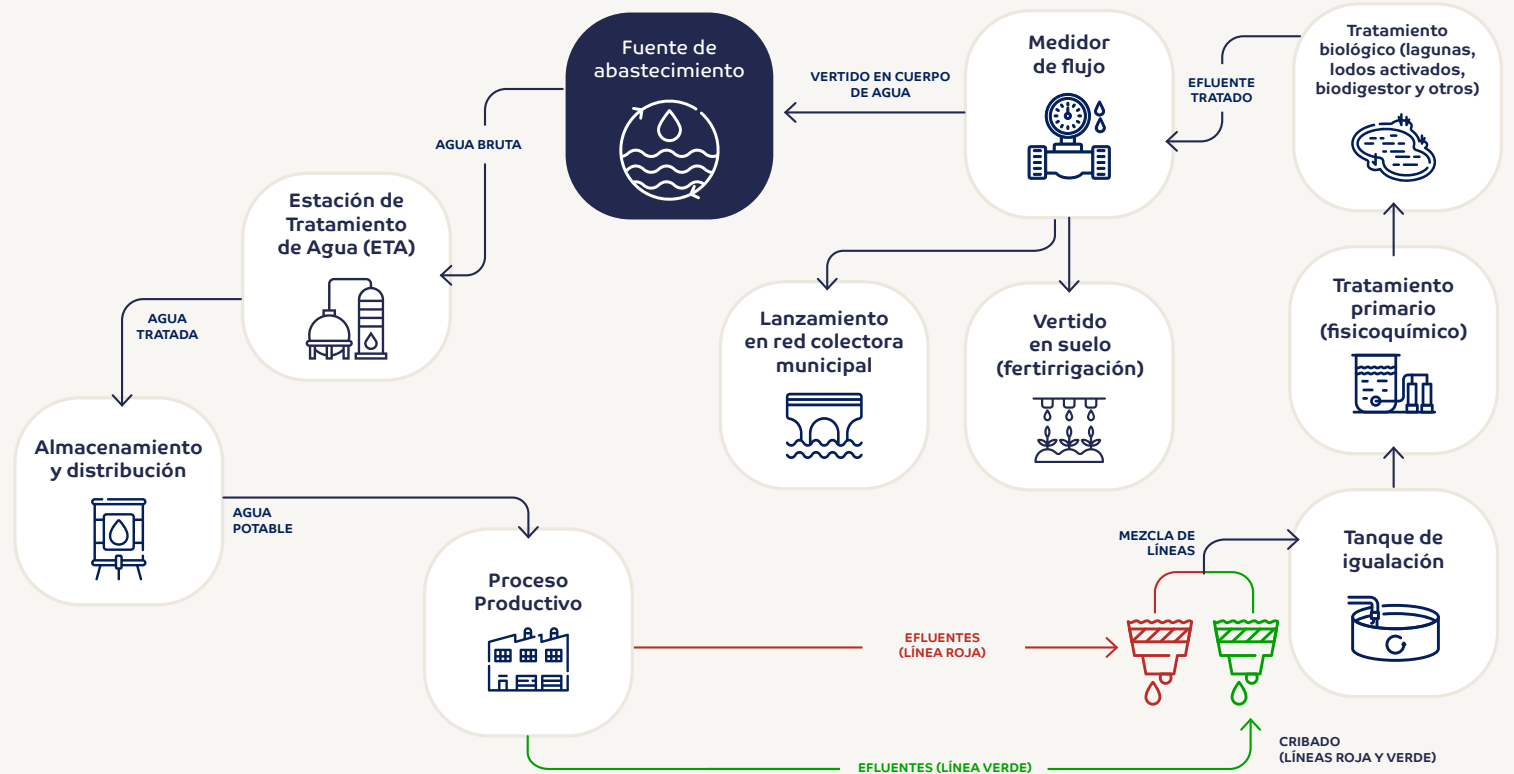 Fuente de
abastecimiento
AGUA BRUTA
Estación de
Tratamiento
de Agua (ETA)
AGUA
TRATADA
Almacenamiento
y distribución
AGUA
POTABLE
Proceso
Productivo
EFLUENTES
(LÍNEA ROJA)
EFLUENTES (LÍNEA VERDE)
CRIBADO
(LÍNEAS ROJA Y VERDE)
MEZCLA DE
LÍNEAS
Tanque de
igualación
Tratamiento
primario
(fisicoquímico)
Tratamiento
biológico (lagunas,
lodos activados,
biodigestor y otros)
EFLUENTE
TRATADO
Medidor
de flujo
VERTIDO EN CUERPO
DE AGUA
Lanzamiento
en red colectora
municipal
Vertido
en suelo
(fertirrigación)